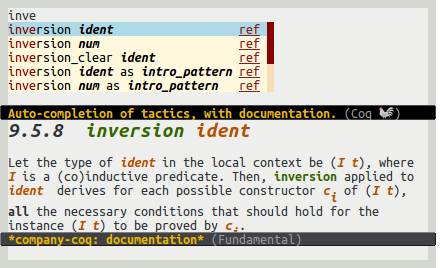 inve
inversion ident ref
inversion num ref
inversion_clear ident ref
inversion ident as intro_pattern ref
inversion num as intro_pattern ref
Auto-completion of tactics, with documentation. (Coq 🐓)
9.5.8 inversion ident
Let the type of ident in the local context be (I t), where
I is a (co)inductive predicate. Then, inversion applied to
ident derives for each possible constructor c_i of (I t),
all the necessary conditions that should hold for the
instance (I t) to be proved by c_i.
*company-coq: documentation* (Fundamental)